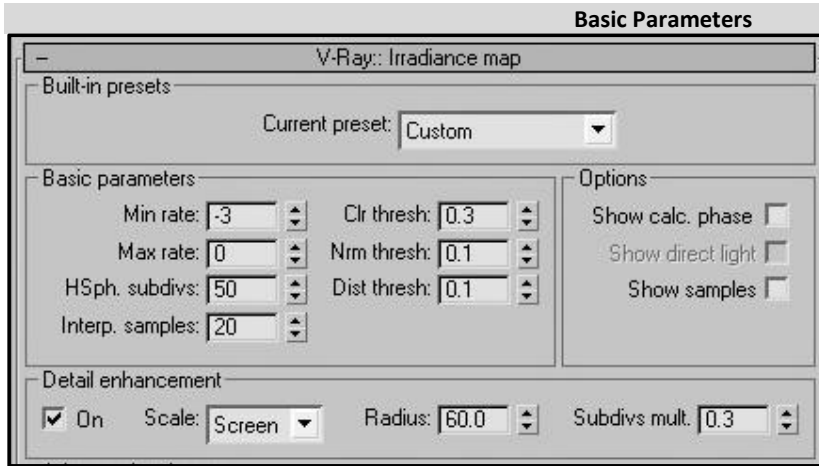 Basic Parameters
V-Ray:: Irradiance map
Built-in presets
Current preset: Custom
Basic parameters
Min rate: -3 Clr thresh: 0.3
Max rate: 0 Nrm thresh: 0.1
HSph. subdivs: 50 Dist thresh: 0.1
Interp. samples: 20
Options
Show calc. phase
Show direct light
Show samples
Detail enhancement
On Scale: Screen Radius: 60.0 Subdivs mult. 0.3